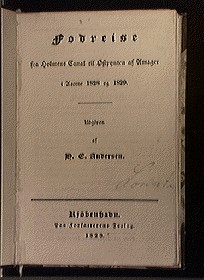 Fodreise
fra Holmens Canal til Østpynten af Amager
i Aarene 1828 og 1829.
Udgiven
af
H. C. Andersen.
Kjöbenhavn.
Paa Forfatterens Forlag.
1829.